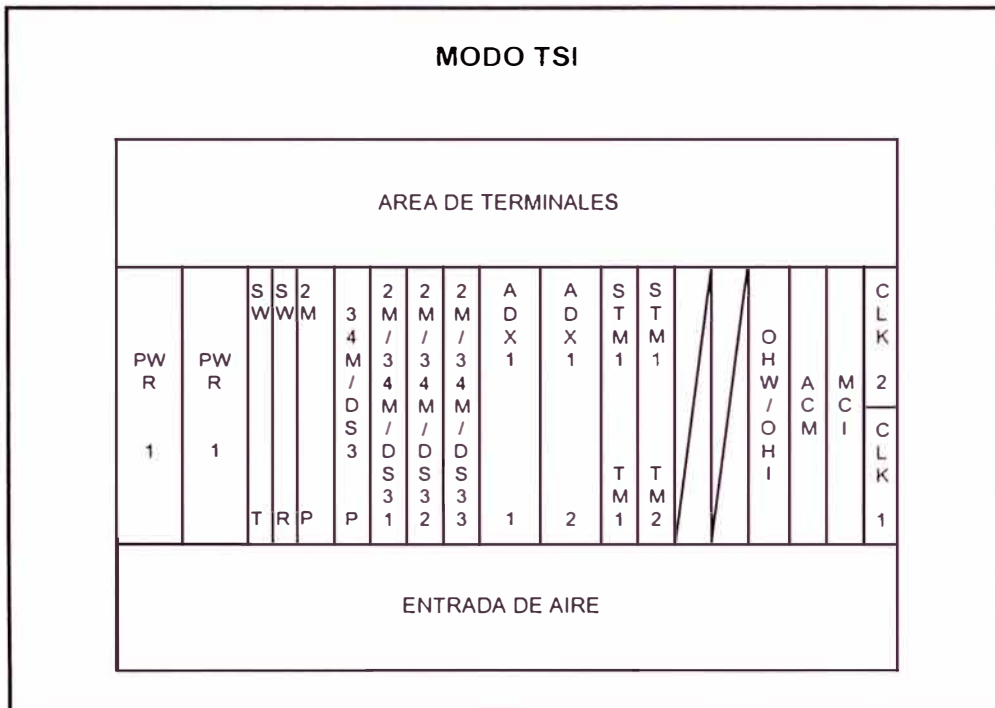 MODO TSI
AREA DE TERMINALES
PWR 1
PWR 1
SW T
SW R
2M P
34M/DS3 P
2M/34M/DS3 1
2M/34M/DS3 2
2M/34M/DS3 3
ADX1 1
ADX1 2
STM1 TM1
STM1 TM2
OHW/OHI
ACM
MCI
CLK 2
CLK 1
ENTRADA DE AIRE